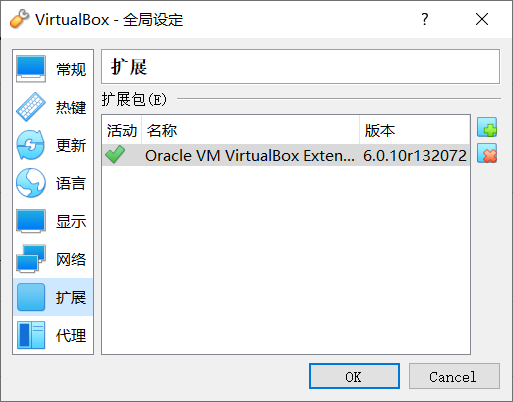 VirtualBox - 全局设定
?
常规
热键
更新
语言
显示
网络
扩展
代理
扩展
扩展包(E)
活动 名称 版本
Oracle VM VirtualBox Exten... 6.0.10r132072
OK Cancel